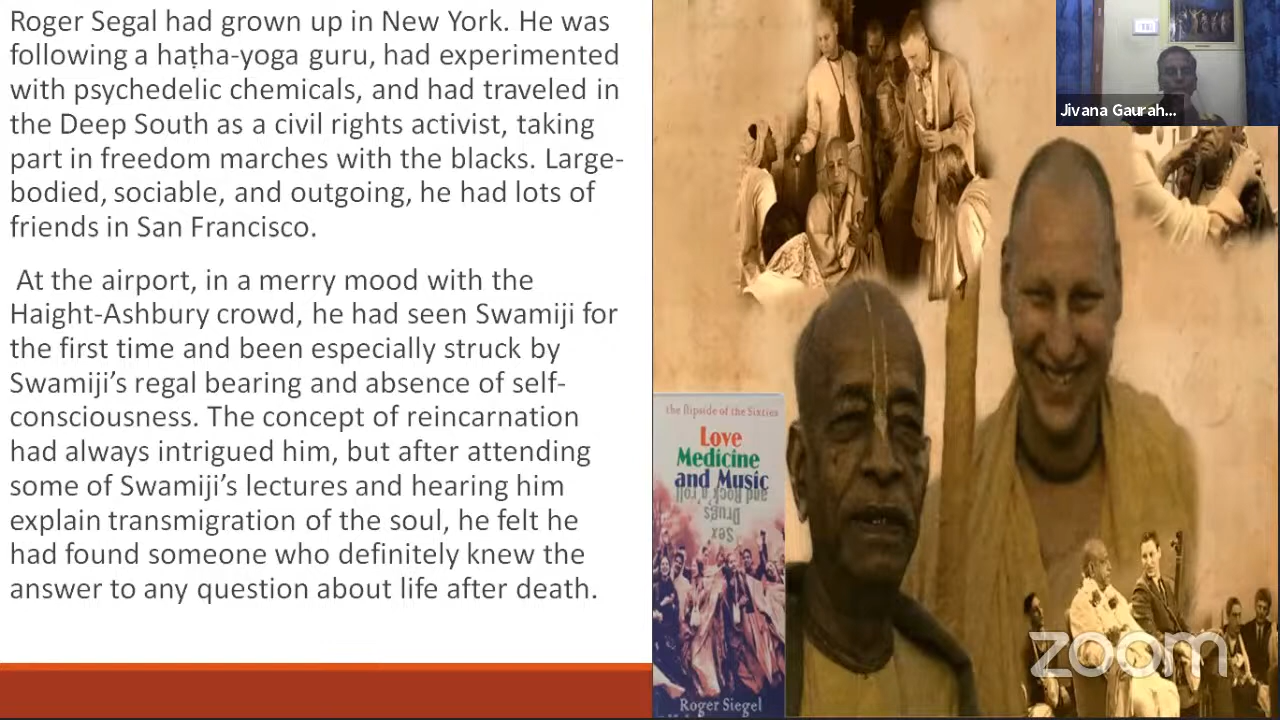 Roger Segal had grown up in New York. He was
following a haṭha-yoga guru, had experimented
with psychedelic chemicals, and had traveled in
the Deep South as a civil rights activist, taking
part in freedom marches with the blacks. Large-
bodied, sociable, and outgoing, he had lots of
friends in San Francisco.
At the airport, in a merry mood with the
Haight-Ashbury crowd, he had seen Swamiji for
the first time and been especially struck by
Swamiji’s regal bearing and absence of self-
consciousness. The concept of reincarnation
had always intrigued him, but after attending
some of Swamiji’s lectures and hearing him
explain transmigration of the soul, he felt he
had found someone who definitely knew the
answer to any question about life after death.
the flipside of the Sixties
Love
Medicine
and Music
and Rock n' roll
Drugs
Sex
Roger Siegel
Jivana Gaurah...
zoom